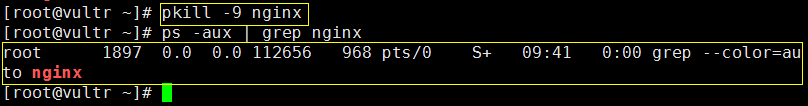 [root@vultr ~]# pkill -9 nginx
[root@vultr ~]# ps -aux | grep nginx
root      1897  0.0  0.0 112656   968 pts/0    S+   09:41   0:00 grep --color=au
to nginx
[root@vultr ~]#